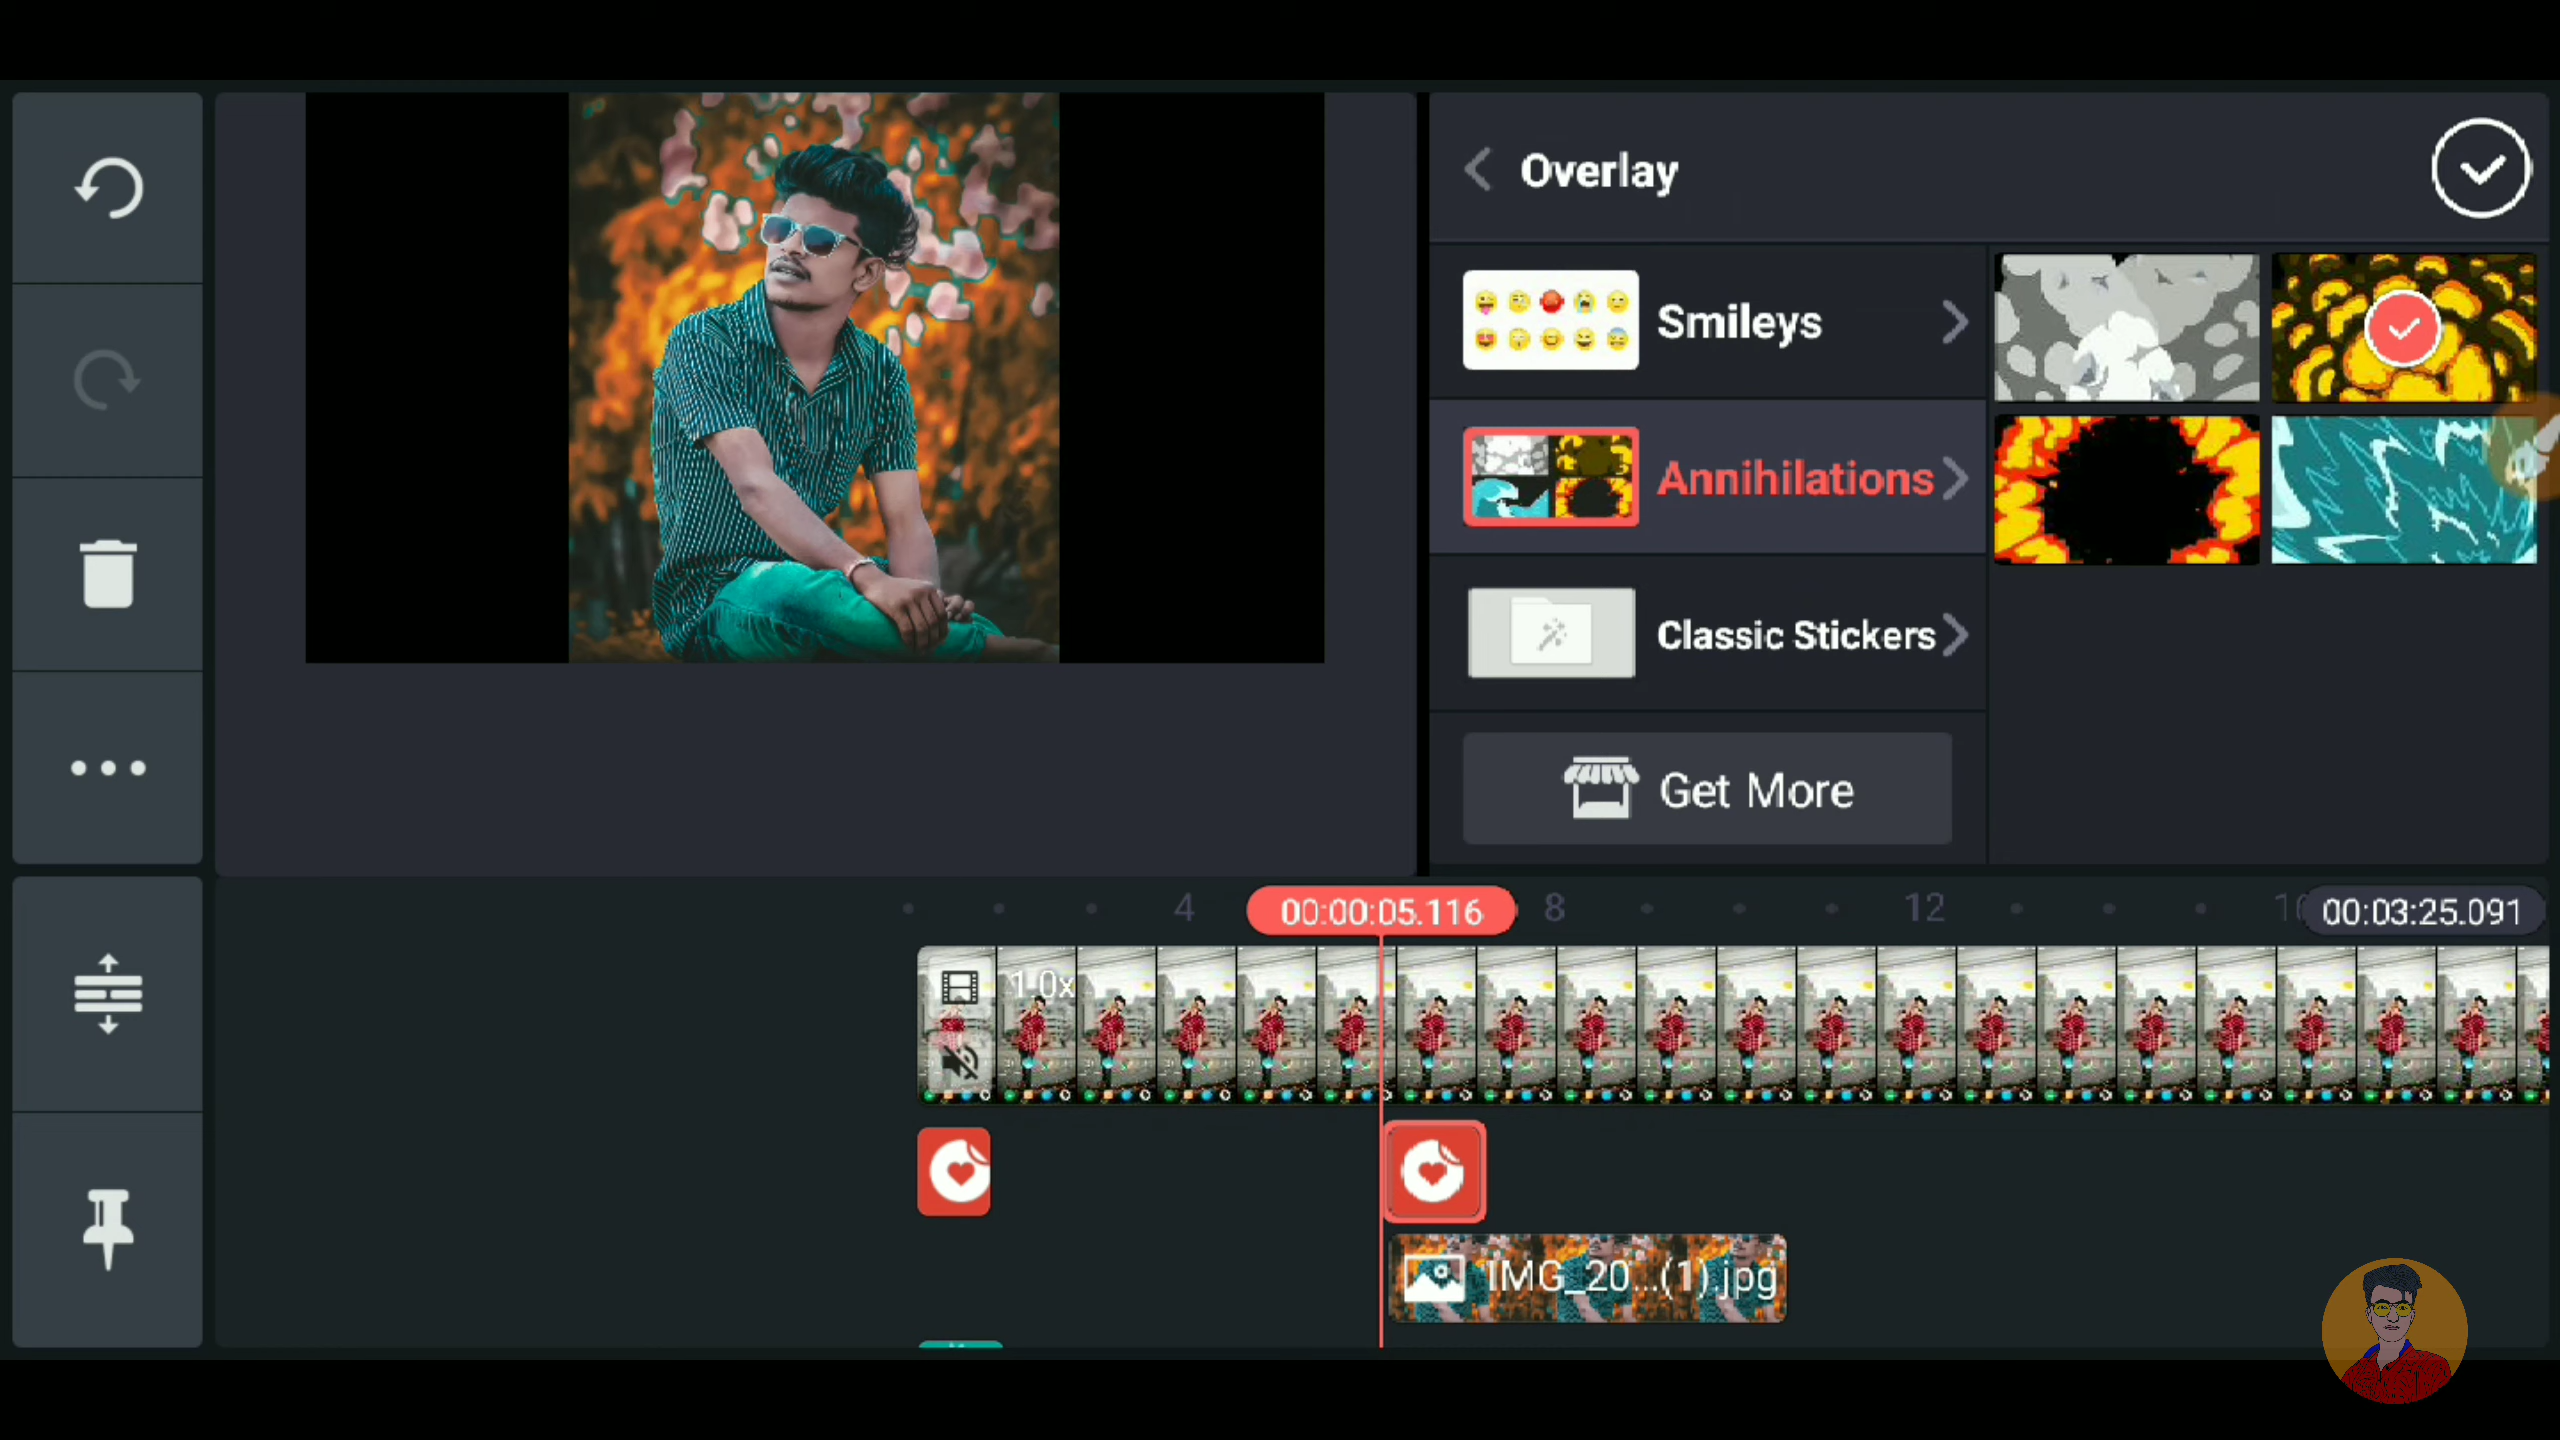 Overlay
Smileys
Annihilations
Classic Stickers
Get More
4
00:00:05.116
8
12
00:03:25.091
1.0x
IMG_20...(1).jpg